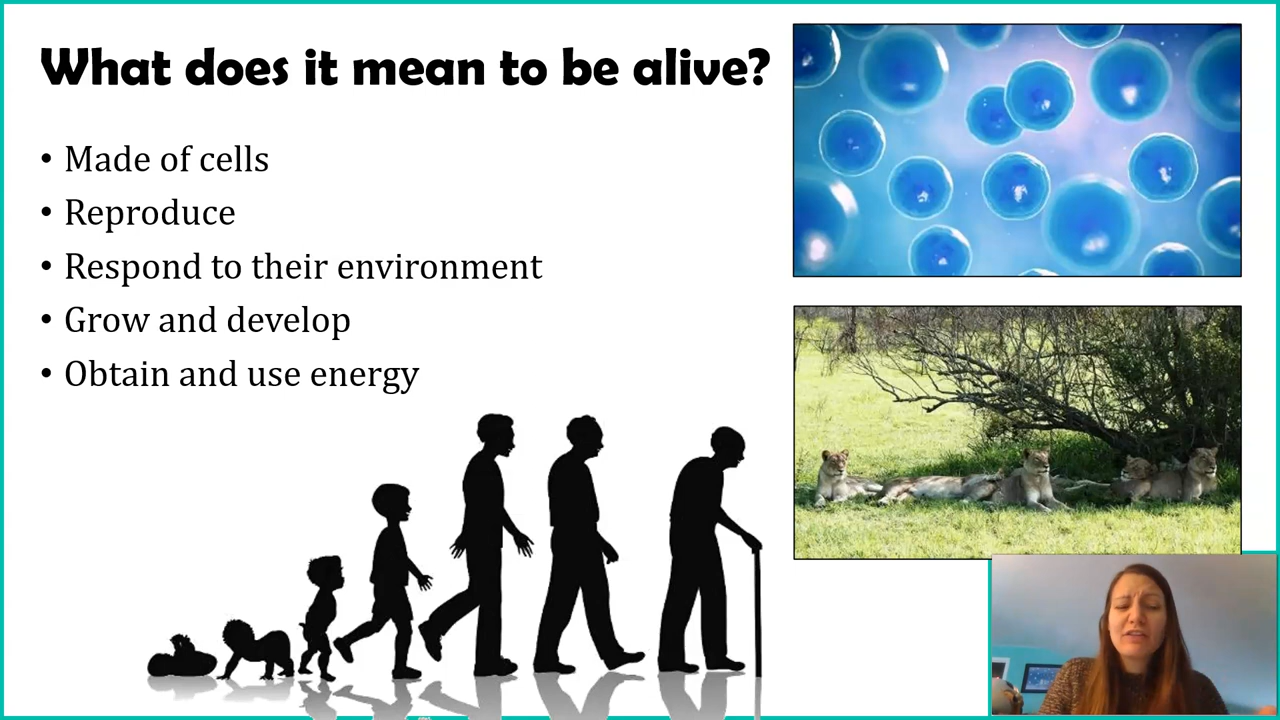 What does it mean to be alive?
• Made of cells
• Reproduce
• Respond to their environment
• Grow and develop
• Obtain and use energy